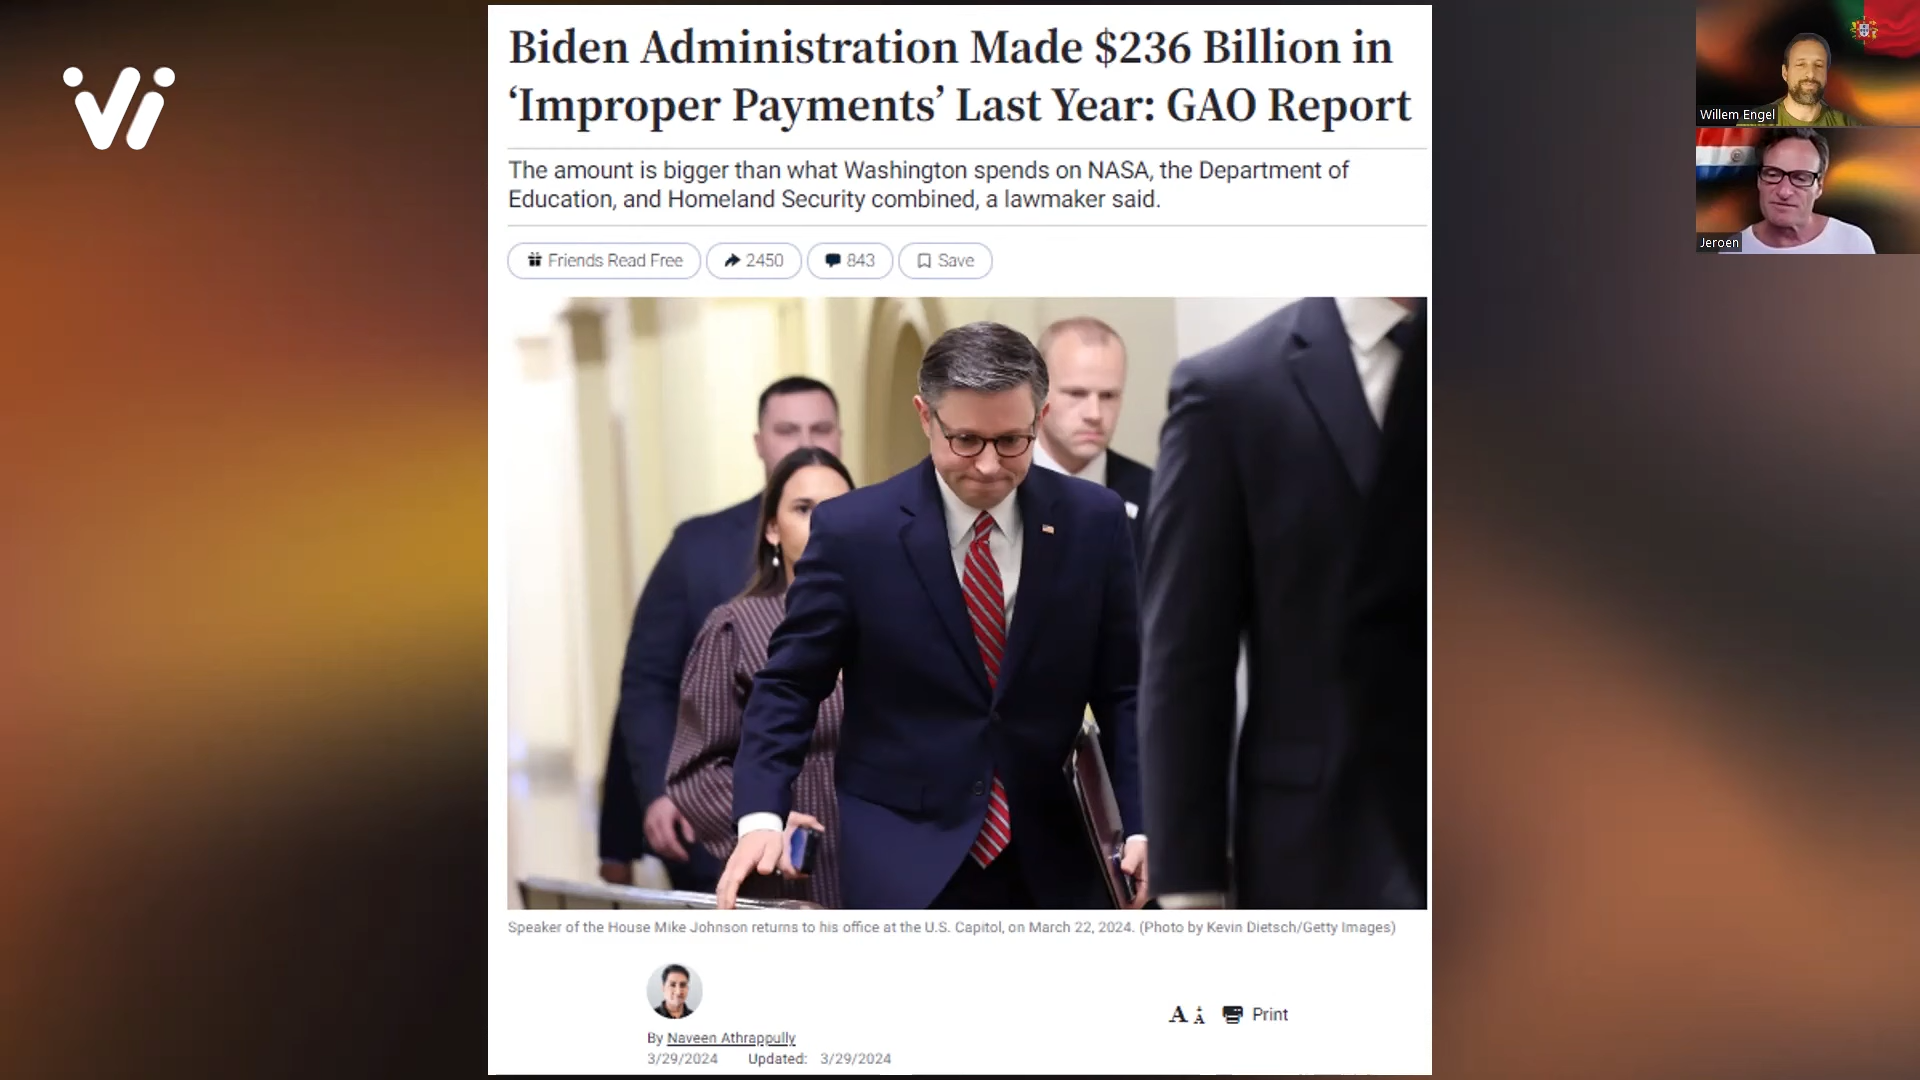 Biden Administration Made $236 Billion in
‘Improper Payments’ Last Year: GAO Report
The amount is bigger than what Washington spends on NASA, the Department of
Education, and Homeland Security combined, a lawmaker said.
Friends Read Free 2450 843 Save
Speaker of the House Mike Johnson returns to his office at the U.S. Capitol, on March 22, 2024. (Photo by Kevin Dietsch/Getty Images)
By Naveen Athrappully
3/29/2024 Updated: 3/29/2024
A A Print
Willem Engel
Jeroen